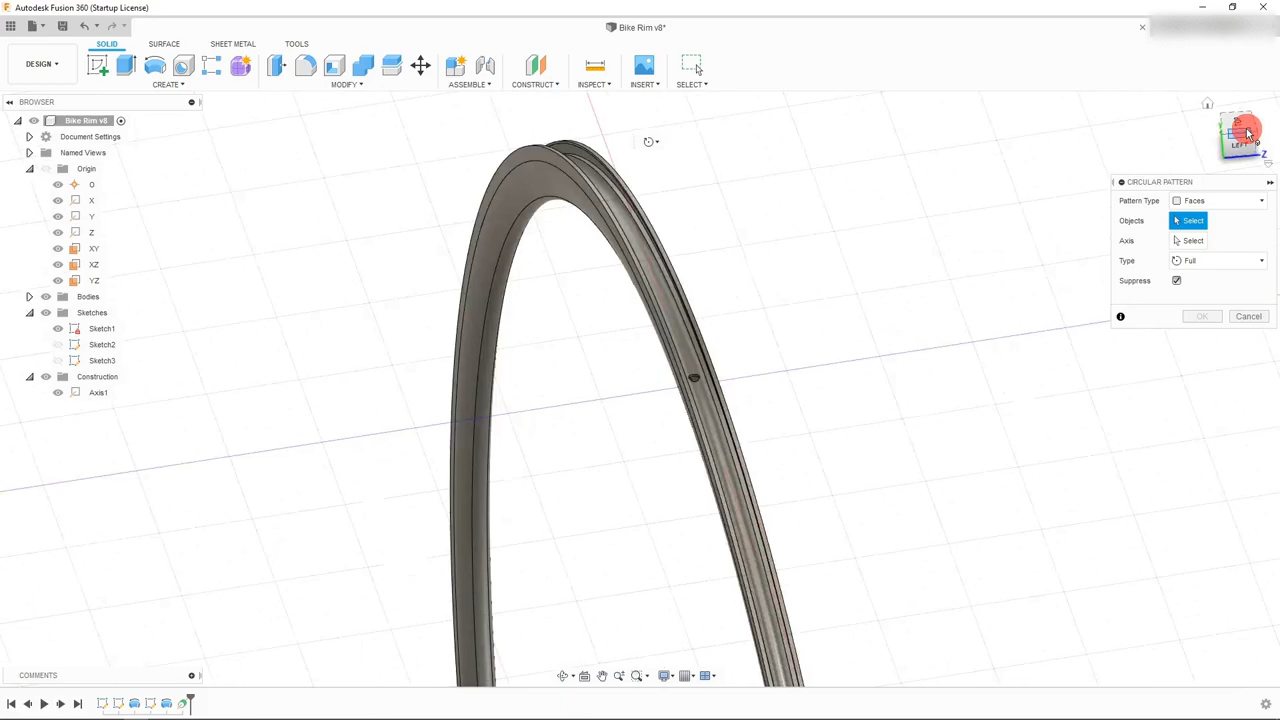 Autodesk Fusion 360 (Startup License)
Bike Rim v8*
DESIGN
SOLID SURFACE SHEET METAL TOOLS
CREATE MODIFY ASSEMBLE CONSTRUCT INSPECT INSERT SELECT
BROWSER
Bike Rim v8
Document Settings
Named Views
Origin
O
X
Y
Z
XY
XZ
YZ
Bodies
Sketches
Sketch1
Sketch2
Sketch3
Construction
Axis1
LEFT
Z
CIRCULAR PATTERN
Pattern Type Faces
Objects Select
Axis Select
Type Full
Suppress
OK Cancel
COMMENTS